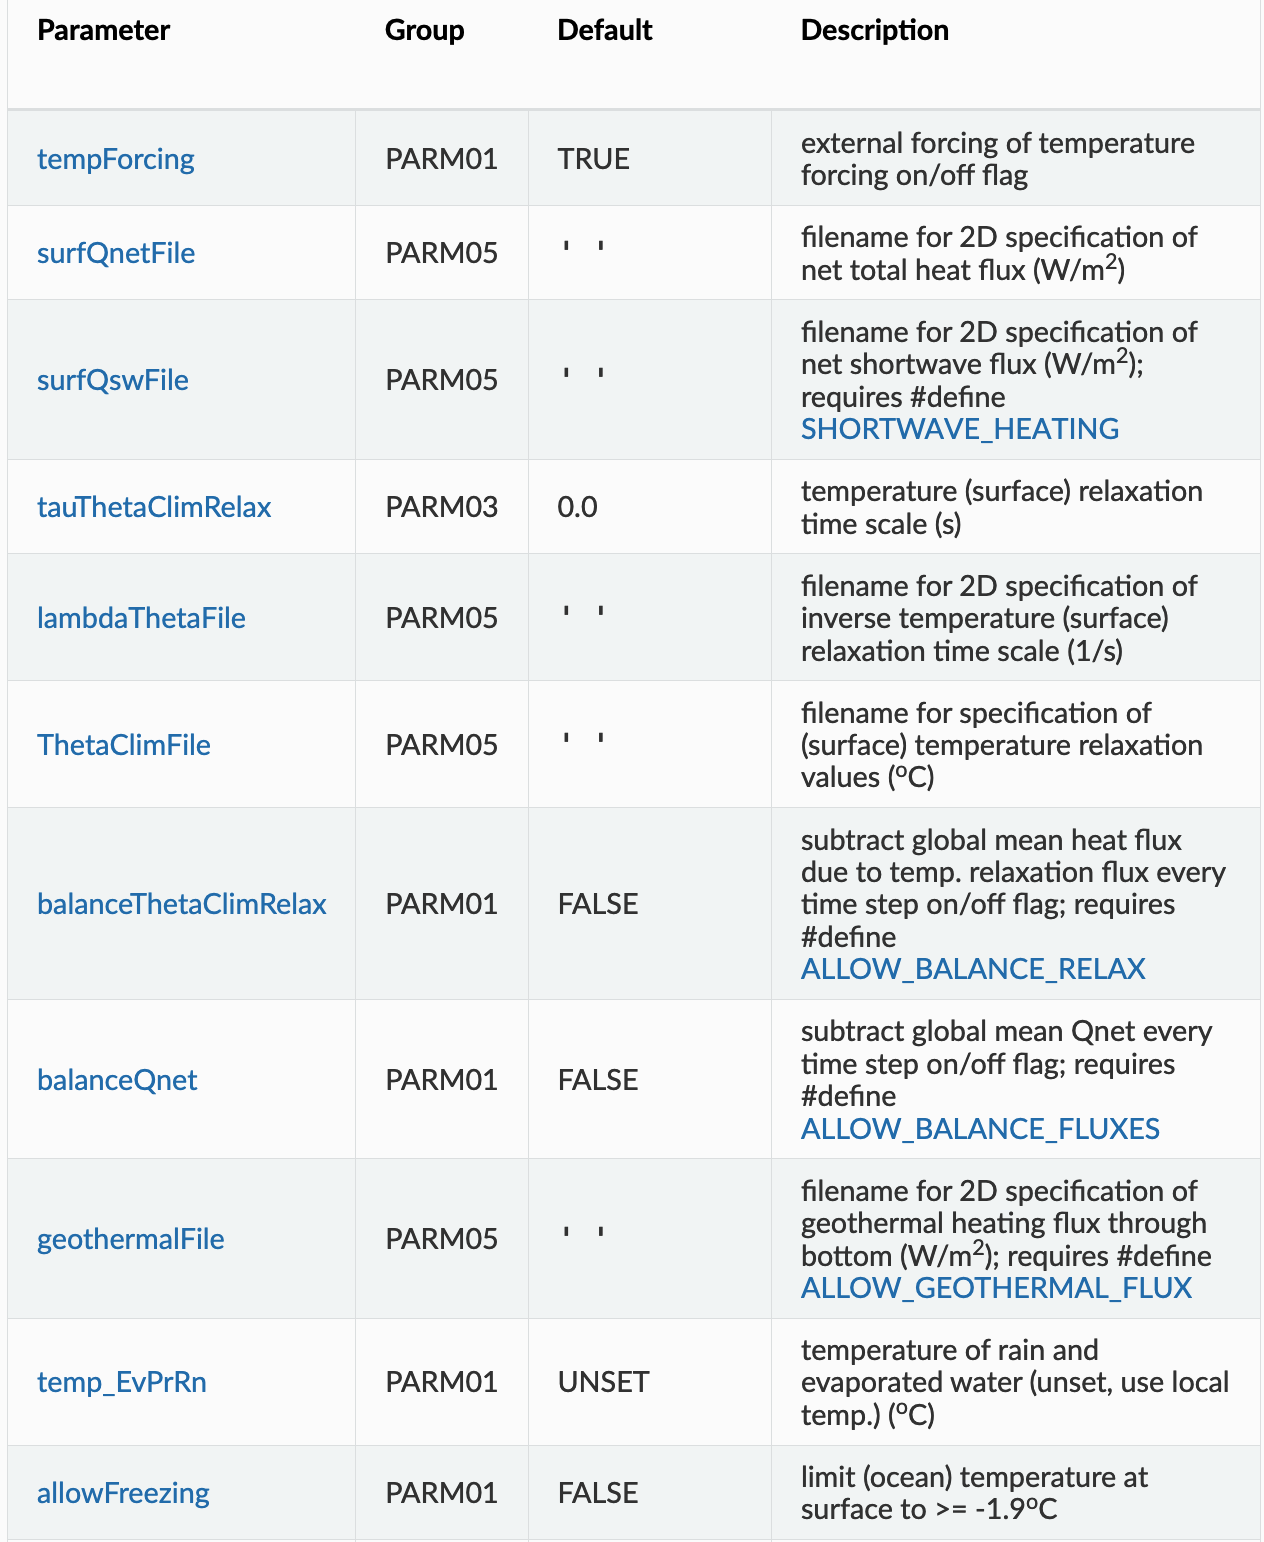 Parameter Group Default Description
tempForcing PARM01 TRUE external forcing of temperature
forcing on/off flag
surfQnetFile PARM05 ' ' filename for 2D specification of
net total heat flux (W/m²)
surfQswFile PARM05 ' ' filename for 2D specification of
net shortwave flux (W/m²);
requires #define
SHORTWAVE_HEATING
tauThetaClimRelax PARM03 0.0 temperature (surface) relaxation
time scale (s)
lambdaThetaFile PARM05 ' ' filename for 2D specification of
inverse temperature (surface)
relaxation time scale (1/s)
ThetaClimFile PARM05 ' ' filename for specification of
(surface) temperature relaxation
values (ºC)
balanceThetaClimRelax PARM01 FALSE subtract global mean heat flux
due to temp. relaxation flux every
time step on/off flag; requires
#define
ALLOW_BALANCE_RELAX
balanceQnet PARM01 FALSE subtract global mean Qnet every
time step on/off flag; requires
#define
ALLOW_BALANCE_FLUXES
geothermalFile PARM05 ' ' filename for 2D specification of
geothermal heating flux through
bottom (W/m²); requires #define
ALLOW_GEOTHERMAL_FLUX
temp_EvPrRn PARM01 UNSET temperature of rain and
evaporated water (unset, use local
temp.) (ºC)
allowFreezing PARM01 FALSE limit (ocean) temperature at
surface to >= -1.9ºC